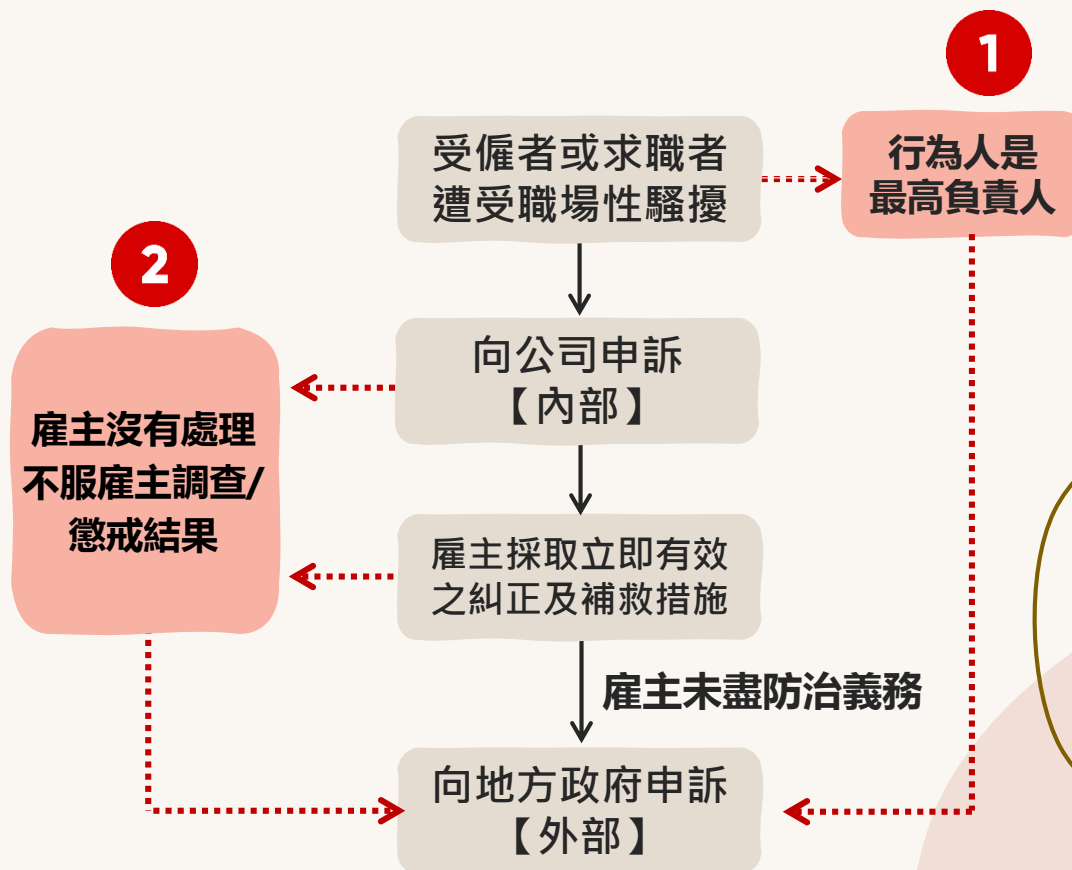 1
行為人是
最高負責人
受僱者或求職者
遭受職場性騷擾
2
雇主沒有處理
不服雇主調查/
懲戒結果
向公司申訴
【內部】
雇主採取立即有效
之糾正及補救措施
雇主未盡防治義務
向地方政府申訴
【外部】